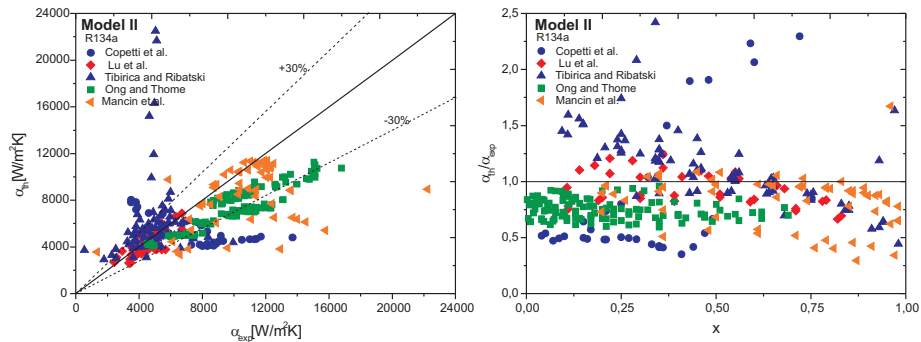 Model II
R134a
Copetti et al.
Lu et al.
Tibirica and Ribatski
Ong and Thome
Mancin et al.
+30%
-30%
24000
20000
16000
12000
8000
4000
0
0 4000 8000 12000 16000 20000 24000
α_th[W/m²K]
α_exp[W/m²K]
Model II
R134a
Copetti et al.
Lu et al.
Tibirica and Ribatski
Ong and Thome
Mancin et al.
2,5
2,0
1,5
1,0
0,5
0,0
0,00 0,25 0,50 0,75 1,00
α_th/α_exp
x